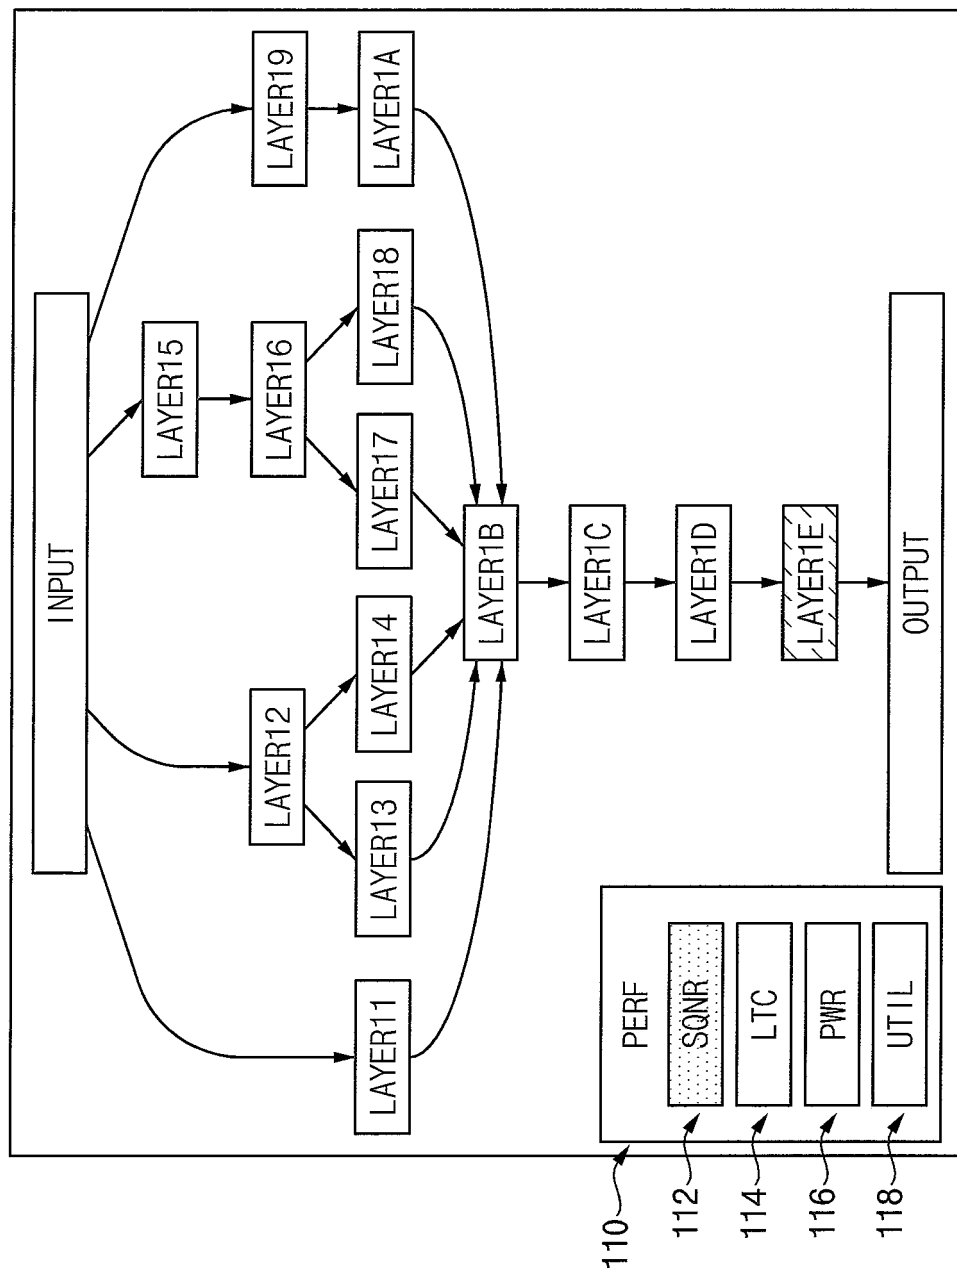 INPUT
LAYER15
LAYER12
LAYER16
LAYER19
LAYER11
LAYER13
LAYER14
LAYER17
LAYER18
LAYER1A
LAYER1B
LAYER1C
LAYER1D
LAYER1E
OUTPUT
110
PERF
112
SQNR
114
LTC
116
PWR
118
UTIL